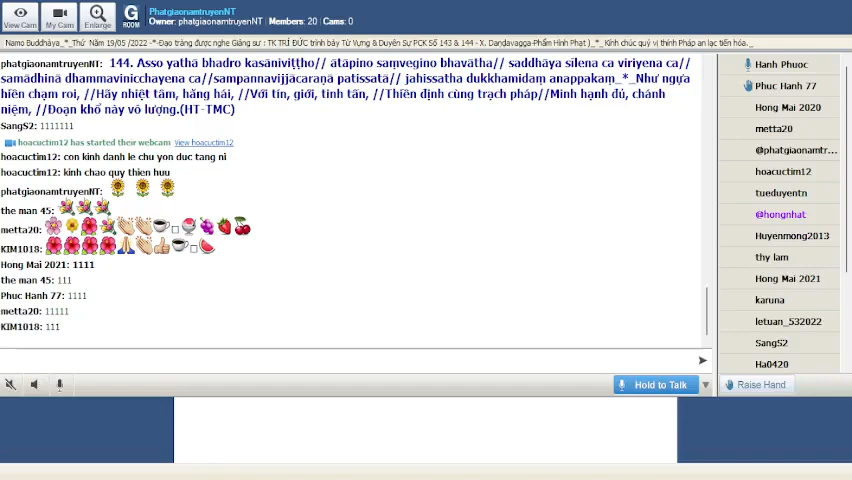 PhatgiaonamtruyenNT
Owner: phatgiaonamtruyenNT | Members: 20 | Cams: 0
View Cam
My Cam
Enlarge
G
ROOM
Namo Buddhàya_*_Thứ Năm 19/05 /2022 -*-Đạo tràng được nghe Giảng sư : TK TRÍ ĐỨC trình bày Từ Vựng & Duyên Sự PCK Số 143 & 144 - X. Daṇḍavagga-Phẩm Hình Phạt )_*_ Kính chúc quý vị thính Pháp an lạc tiến hóa._
phatgiaonamtruyenNT: 144. Asso yathā bhadro kasāniviṭṭho// ātāpino saṃvegino bhavātha// saddhāya sīlena ca viriyena ca//
samādhinā dhammavinicchayena ca//sampannavijjācaraṇā patissatā// jahissatha dukkhamidaṃ anappakaṃ_*_Như ngựa
hiền chạm roi, //Hãy nhiệt tâm, hăng hái, //Với tín, giới, tinh tấn, //Thiền định cùng trạch pháp//Minh hạnh đủ, chánh
niệm, //Đoạn khổ này vô lượng.(HT-TMC)
SangS2: 1111111
hoacuctim12 has started their webcam View hoacuctim12
hoacuctim12: con kinh danh le chu yon duc tang ni
hoacuctim12: kinh chao quy thien huu
phatgiaonamtruyenNT:
the man 45:
metta20:
KIM1018:
Hong Mai 2021: 1111
the man 45: 111
Phuc Hanh 77: 1111
metta20: 11111
KIM1018: 111
Hold to Talk
Hanh Phuoc
Phuc Hanh 77
Hong Mai 2020
metta20
@phatgiaonamtr...
hoacuctim12
tueduyentn
@hongnhat
Huyenmong2013
thy lam
Hong Mai 2021
karuna
letuan_532022
SangS2
Ha0420
Raise Hand